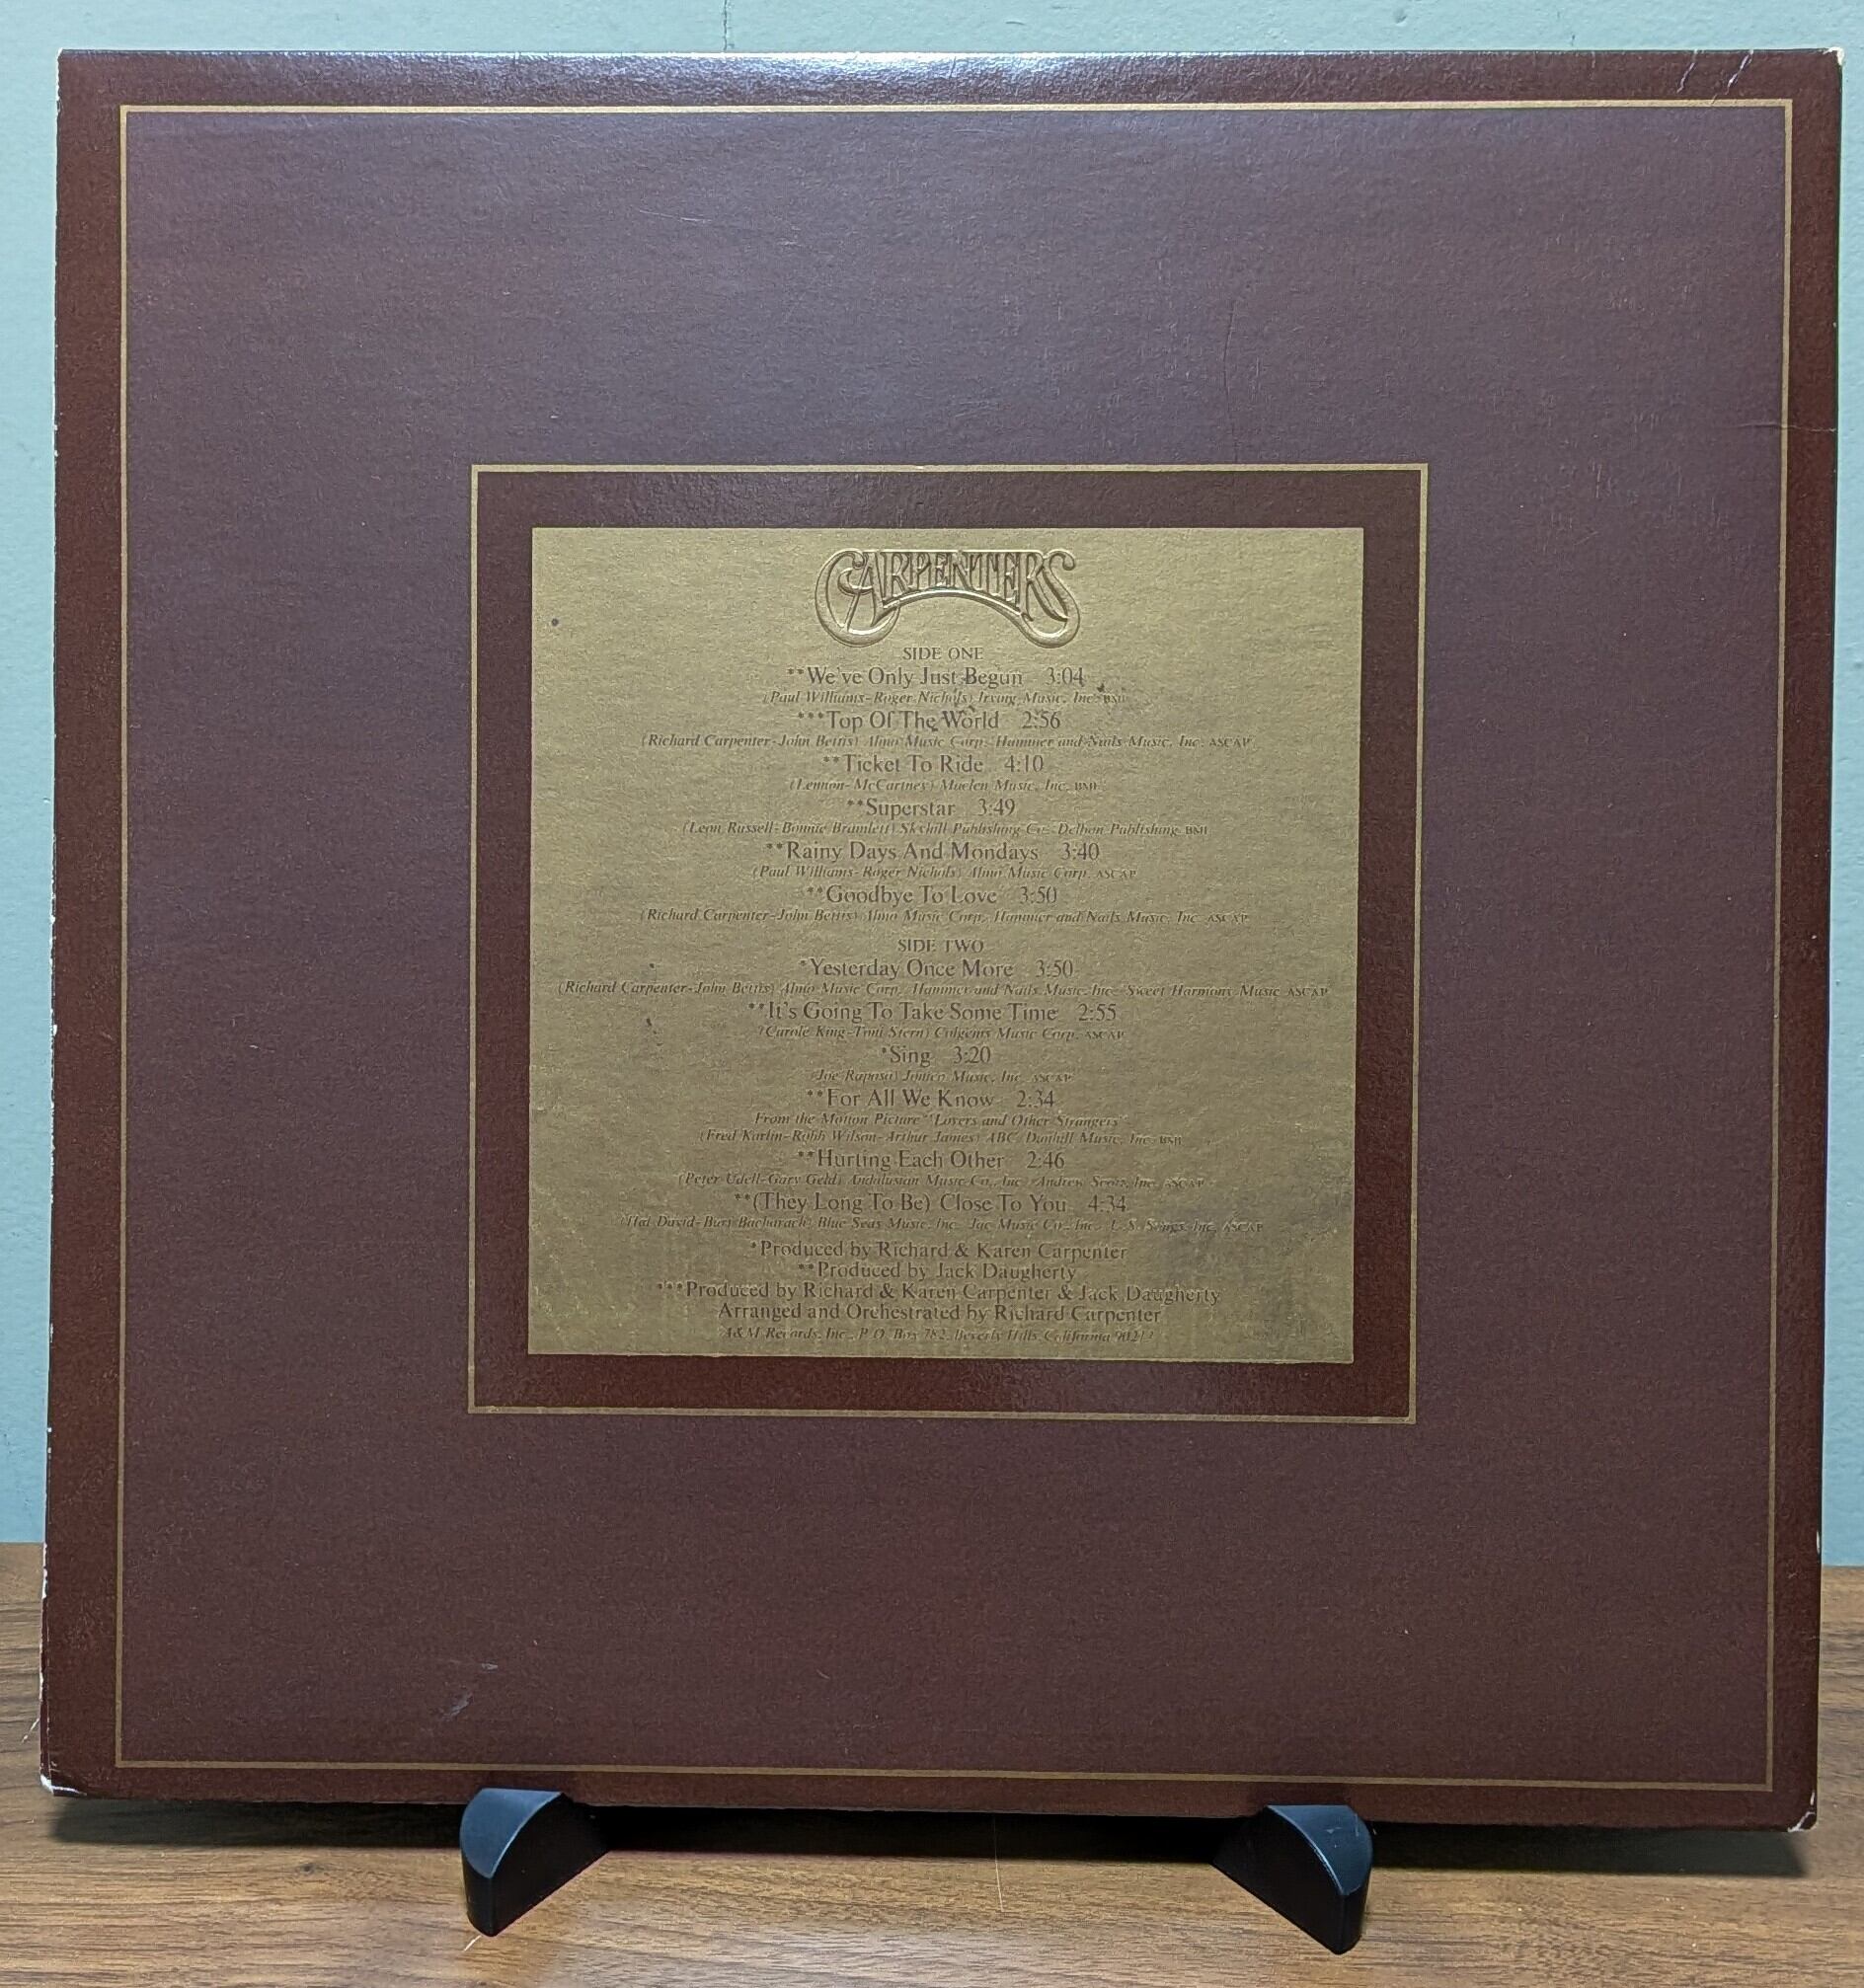 CARPENTERS
SIDE ONE
**We've Only Just Begun 3:04
(Paul Williams-Roger Nichols) Irving Music, Inc. BMI
***Top Of The World 2:56
(Richard Carpenter-John Bettis) Almo Music Corp. Hammer and Nails Music, Inc. ASCAP
**Ticket To Ride 4:10
(Lennon-McCartney) Maclen Music, Inc. BMI
**Superstar 3:49
(Leon Russell-Bonnie Bramlett) Skyhill Publishing Co. Delbon Publishing BMI
**Rainy Days And Mondays 3:40
(Paul Williams-Roger Nichols) Almo Music Corp. ASCAP
**Goodbye To Love 3:50
(Richard Carpenter-John Bettis) Almo Music Corp. Hammer and Nails Music, Inc. ASCAP
SIDE TWO
*Yesterday Once More 3:50
(Richard Carpenter-John Bettis) Almo Music Corp. Hammer and Nails Music, Inc. Sweet Harmony Music ASCAP
**It's Going To Take Some Time 2:55
(Carole King-Toni Stern) Colgems Music Corp. ASCAP
*Sing 3:20
(Joe Raposo) Jonico Music, Inc. ASCAP
**For All We Know 2:34
From the Motion Picture "Lovers and Other Strangers"
(Fred Karlin-Robb Wilson-Arthur James) ABC Dunhill Music, Inc. BMI
**Hurting Each Other 2:46
(Peter Udell-Gary Geld) Andalusian Music Co., Inc. Andrew Scott, Inc. ASCAP
**(They Long To Be) Close To You 4:34
(Hal David-Burt Bacharach) Blue Seas Music, Inc. Jac Music Co., Inc. U.S. Songs, Inc. ASCAP
*Produced by Richard & Karen Carpenter
**Produced by Jack Daugherty
***Produced by Richard & Karen Carpenter & Jack Daugherty
Arranged and Orchestrated by Richard Carpenter
A&M Records, Inc., P.O. Box 782, Beverly Hills, California